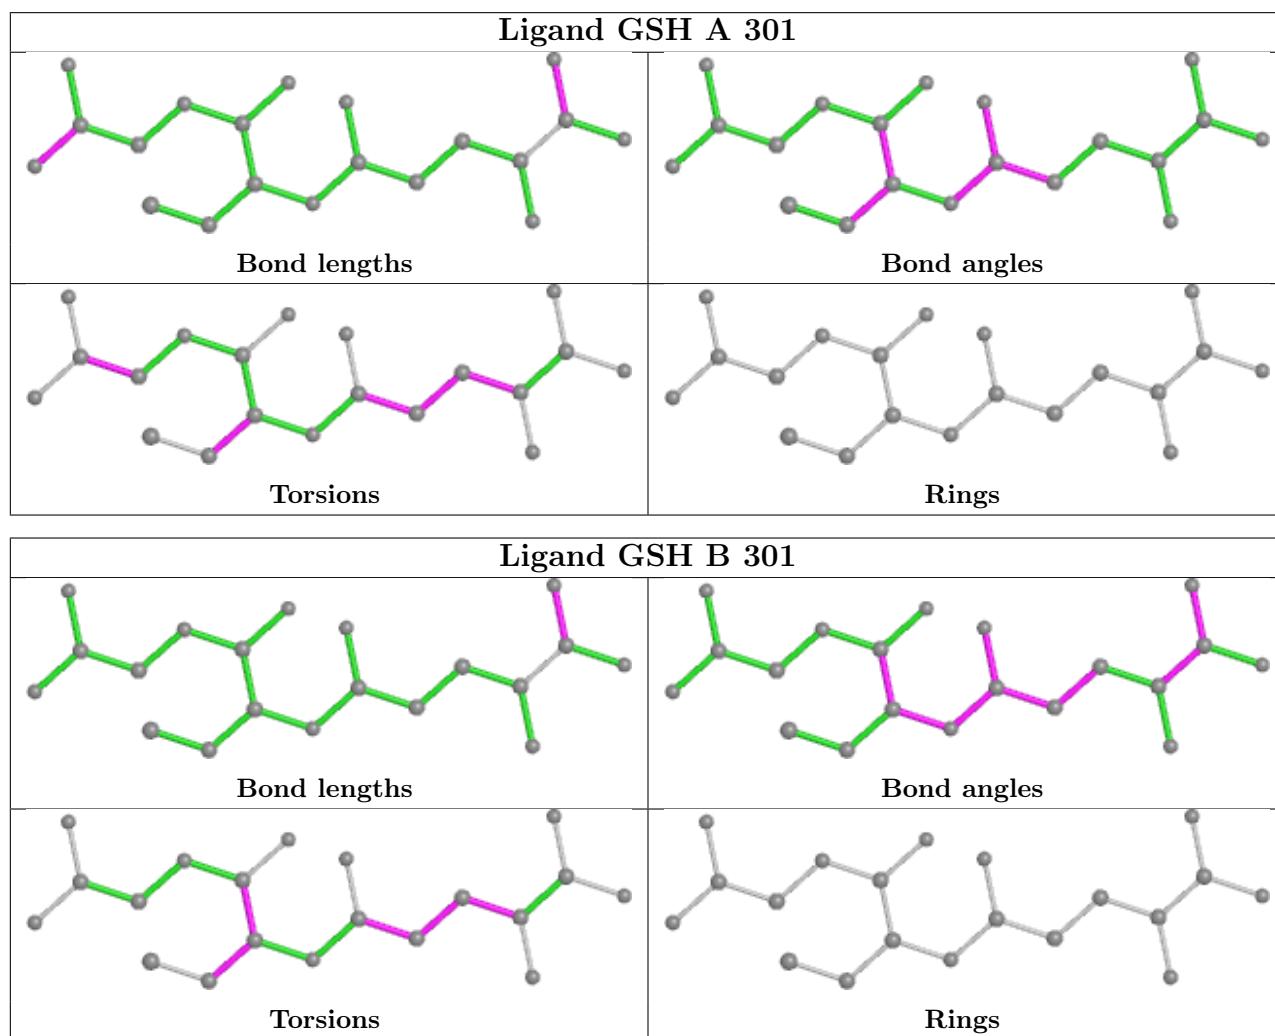 Ligand GSH A 301
Bond lengths
Bond angles
Torsions
Rings
Ligand GSH B 301
Bond lengths
Bond angles
Torsions
Rings